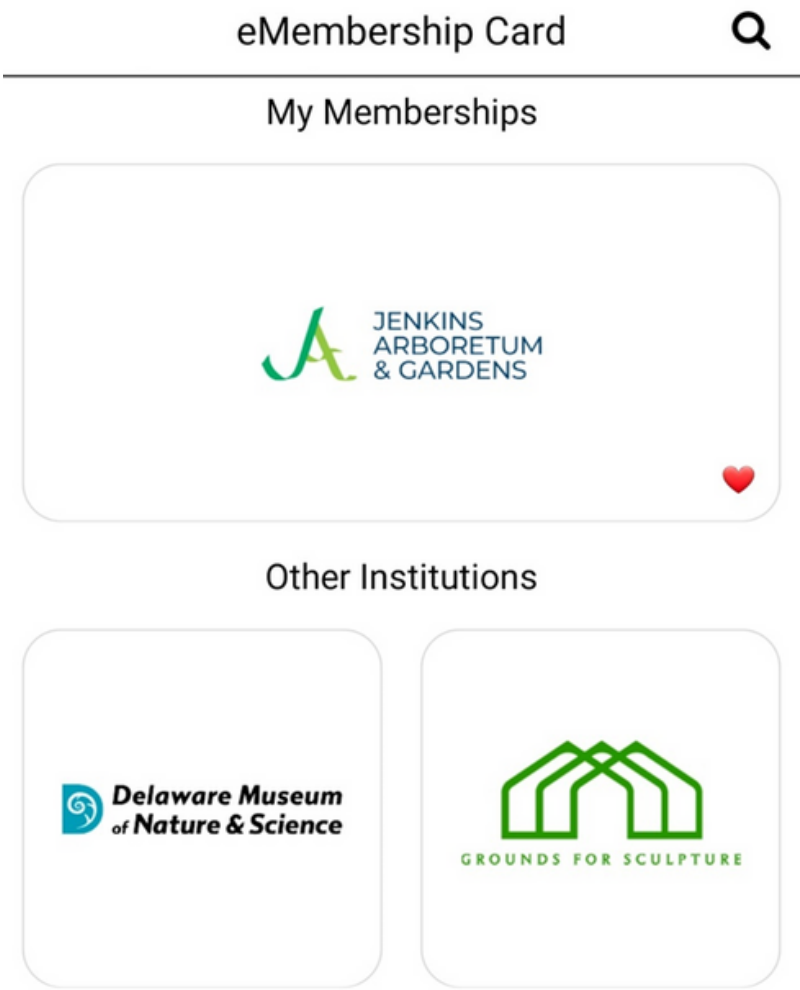 eMembership Card
My Memberships
JENKINS
ARBORETUM
& GARDENS
Other Institutions
Delaware Museum
of Nature & Science
GROUNDS FOR SCULPTURE